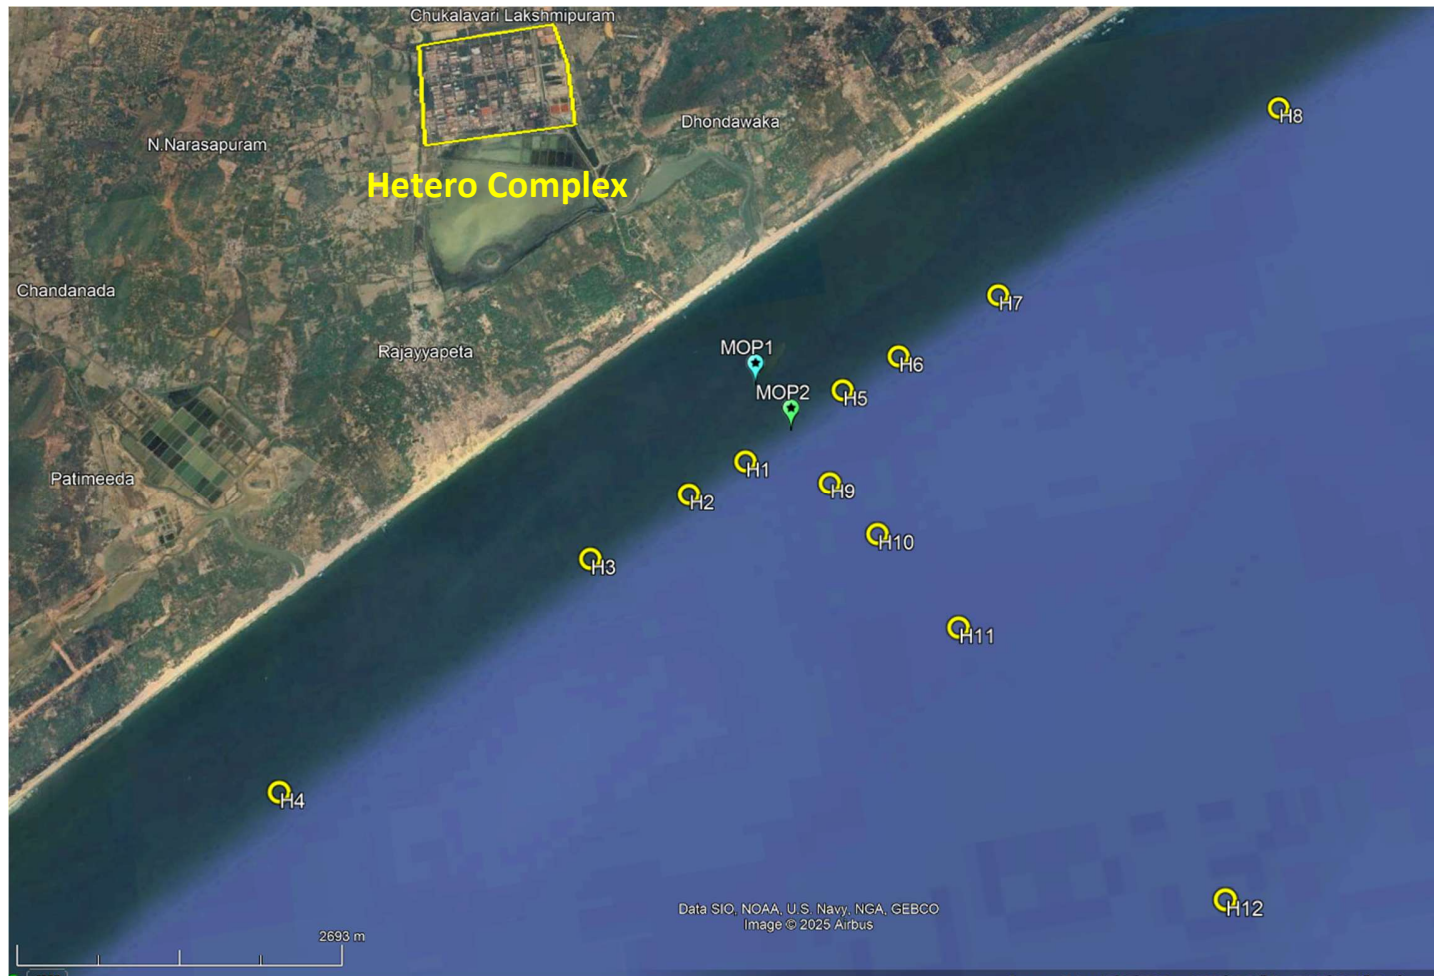 Chukalavari Lakshmipuram
H8
Dhondawaka
N.Narasapuram
Hetero Complex
Chandanada
H7
MOP1
Rajayyapeta
H6
MOP2
H5
H1
Patimeeda
H9
H2
H10
H3
H11
H4
H12
Data SIO, NOAA, U.S. Navy, NGA, GEBCO
Image © 2025 Airbus
2693 m